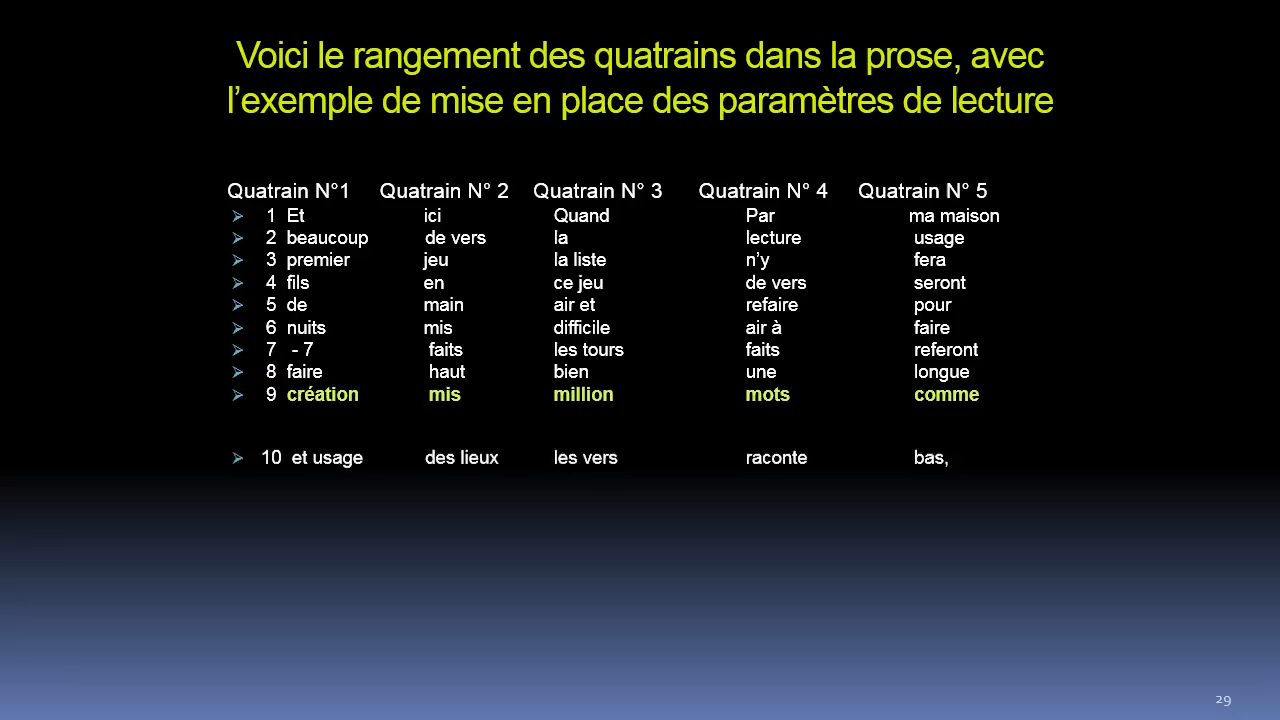 Voici le rangement des quatrains dans la prose, avec
l’exemple de mise en place des paramètres de lecture
Quatrain N°1 Quatrain N° 2 Quatrain N° 3 Quatrain N° 4 Quatrain N° 5
1 Et ici Quand Par ma maison
2 beaucoup de vers la lecture usage
3 premier jeu la liste n’y fera
4 fils en ce jeu de vers seront
5 de main air et refaire pour
6 nuits mis difficile air à faire
7 - 7 faits les tours faits referont
8 faire haut bien une longue
9 création mis million mots comme
10 et usage des lieux les vers raconte bas,
29